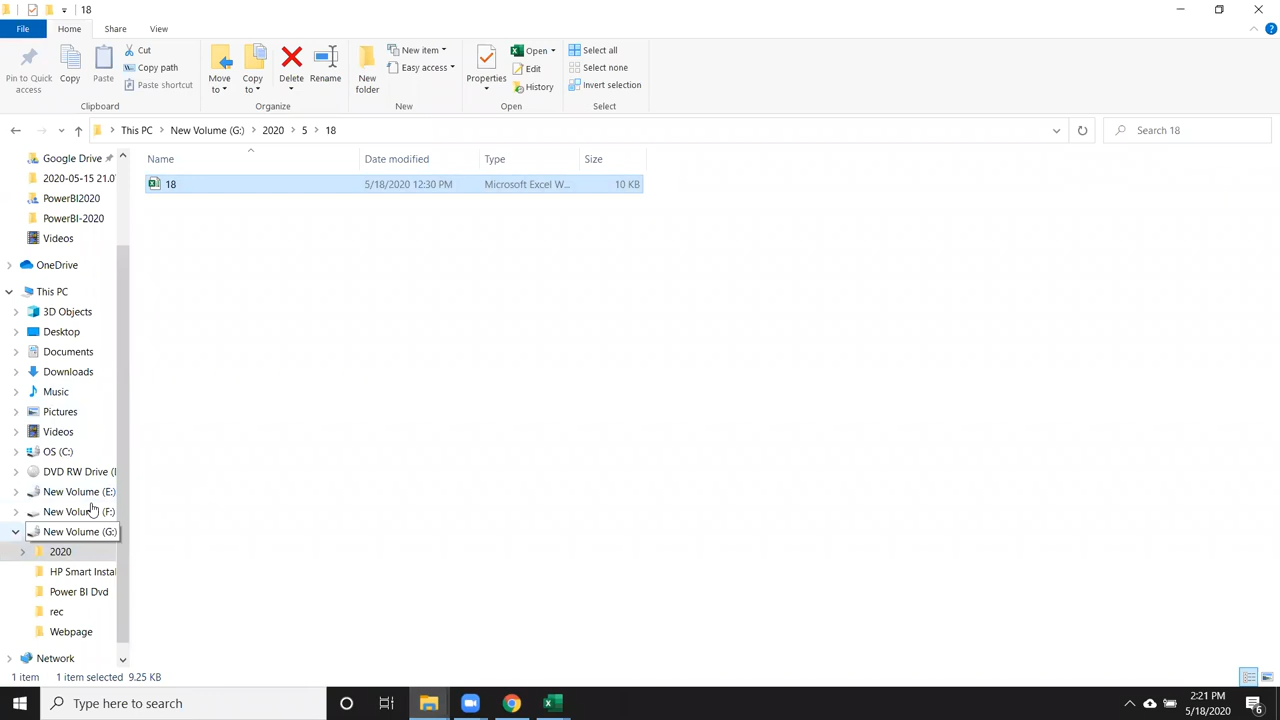 18
File Home Share View
Pin to Quick access
Copy
Paste
Cut
Copy path
Paste shortcut
Clipboard
Move to
Copy to
Delete
Rename
Organize
New folder
New item
Easy access
New
Properties
Open
Edit
History
Open
Select all
Select none
Invert selection
Select
This PC > New Volume (G:) > 2020 > 5 > 18
Search 18
Name Date modified Type Size
18 5/18/2020 12:30 PM Microsoft Excel W... 10 KB
Google Drive
2020-05-15 21.0
PowerBI2020
PowerBI-2020
Videos
OneDrive
This PC
3D Objects
Desktop
Documents
Downloads
Music
Pictures
Videos
OS (C:)
DVD RW Drive (
New Volume (E:)
New Volume (F:)
New Volume (G:)
2020
HP Smart Instal
Power BI Dvd
rec
Webpage
Network
1 item 1 item selected 9.25 KB
Type here to search
2:21 PM
5/18/2020
6